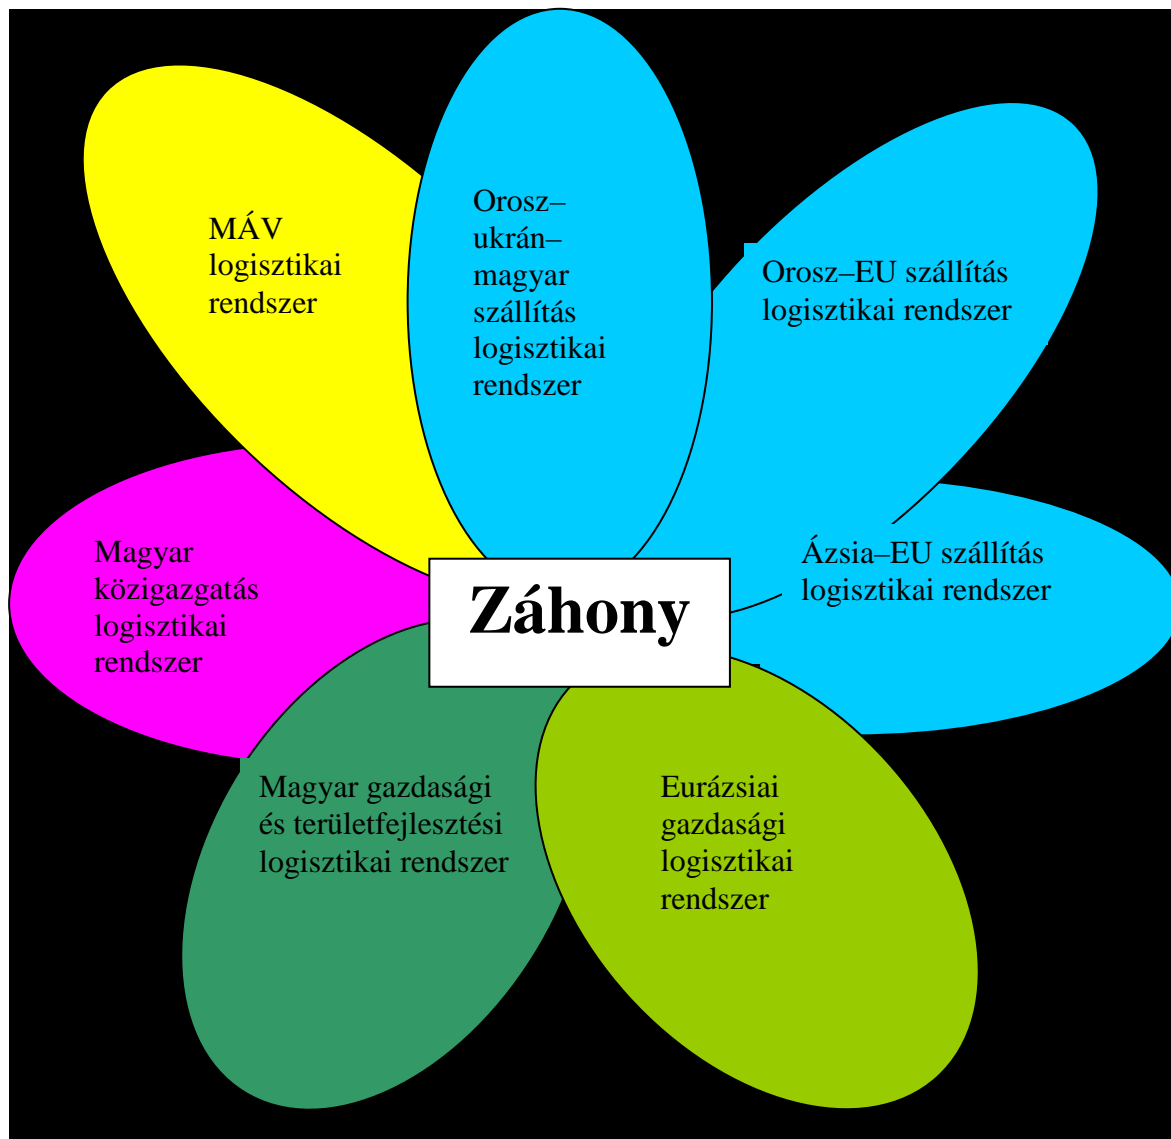 MÁV
logisztikai
rendszer
Orosz–
ukrán–
magyar
szállítás
logisztikai
rendszer
Orosz–EU szállítás
logisztikai rendszer
Ázsia–EU szállítás
logisztikai rendszer
Magyar
közigazgatás
logisztikai
rendszer
Záhony
Magyar gazdasági
és területfejlesztési
logisztikai rendszer
Eurázsiai
gazdasági
logisztikai
rendszer